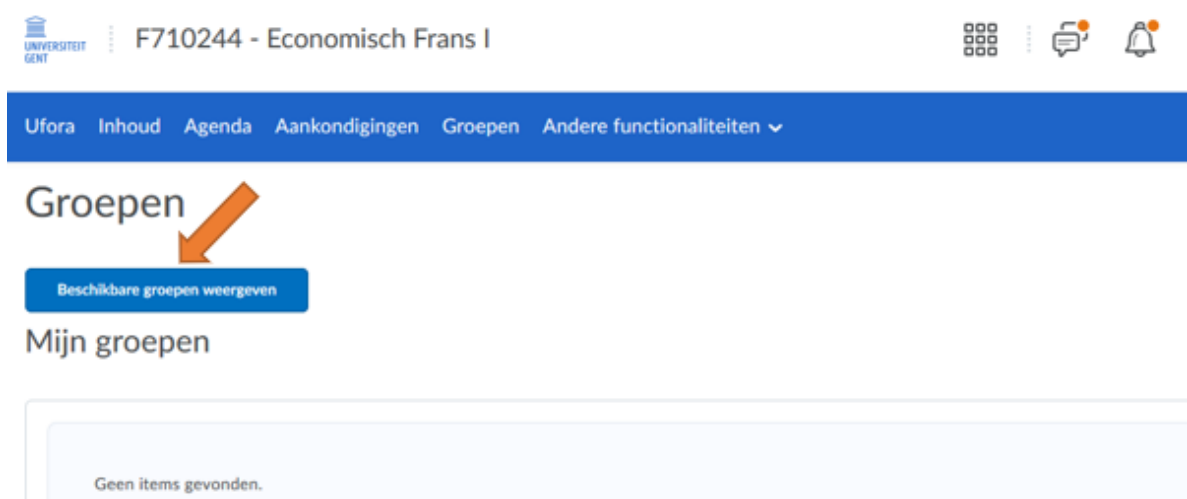 UNIVERSITEIT
GENT
F710244 - Economisch Frans I
Ufora Inhoud Agenda Aankondigingen Groepen Andere functionaliteiten
Groepen
Beschikbare groepen weergeven
Mijn groepen
Geen items gevonden.